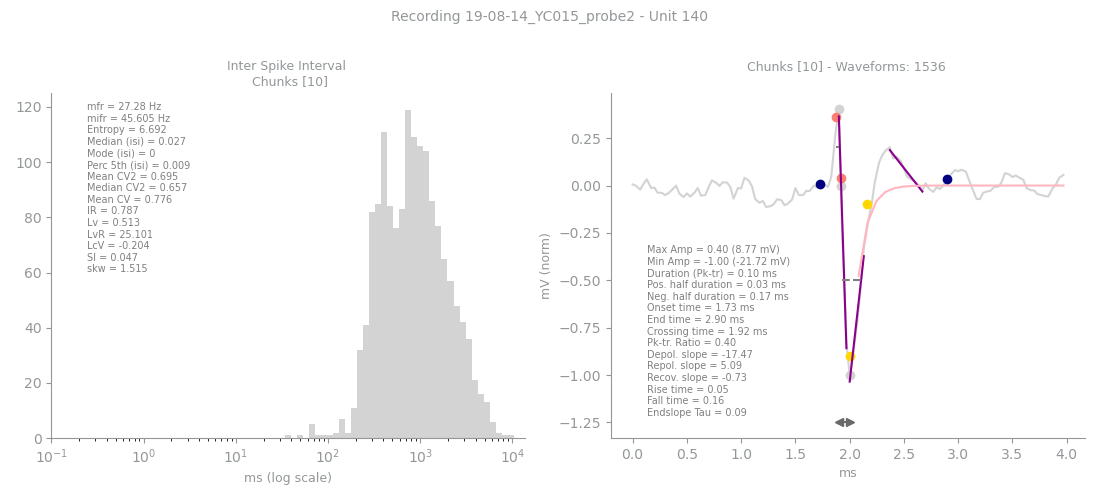 Recording 19-08-14_YC015_probe2 - Unit 140
Inter Spike Interval
Chunks [10]
120
100
80
60
40
20
0
mfr = 27.28 Hz
mifr = 45.605 Hz
Entropy = 6.692
Median (isi) = 0.027
Mode (isi) = 0
Perc 5th (isi) = 0.009
Mean CV2 = 0.695
Median CV2 = 0.657
Mean CV = 0.776
IR = 0.787
Lv = 0.513
LvR = 25.101
LcV = -0.204
SI = 0.047
skw = 1.515
10⁻¹ 10⁰ 10¹ 10² 10³ 10⁴
ms (log scale)
Chunks [10] - Waveforms: 1536
mV (norm)
0.25
0.00
−0.25
−0.50
−0.75
−1.00
−1.25
Max Amp = 0.40 (8.77 mV)
Min Amp = -1.00 (-21.72 mV)
Duration (Pk-tr) = 0.10 ms
Pos. half duration = 0.03 ms
Neg. half duration = 0.17 ms
Onset time = 1.73 ms
End time = 2.90 ms
Crossing time = 1.92 ms
Pk-tr. Ratio = 0.40
Depol. slope = -17.47
Repol. slope = 5.09
Recov. slope = -0.73
Rise time = 0.05
Fall time = 0.16
Endslope Tau = 0.09
0.0 0.5 1.0 1.5 2.0 2.5 3.0 3.5 4.0
ms